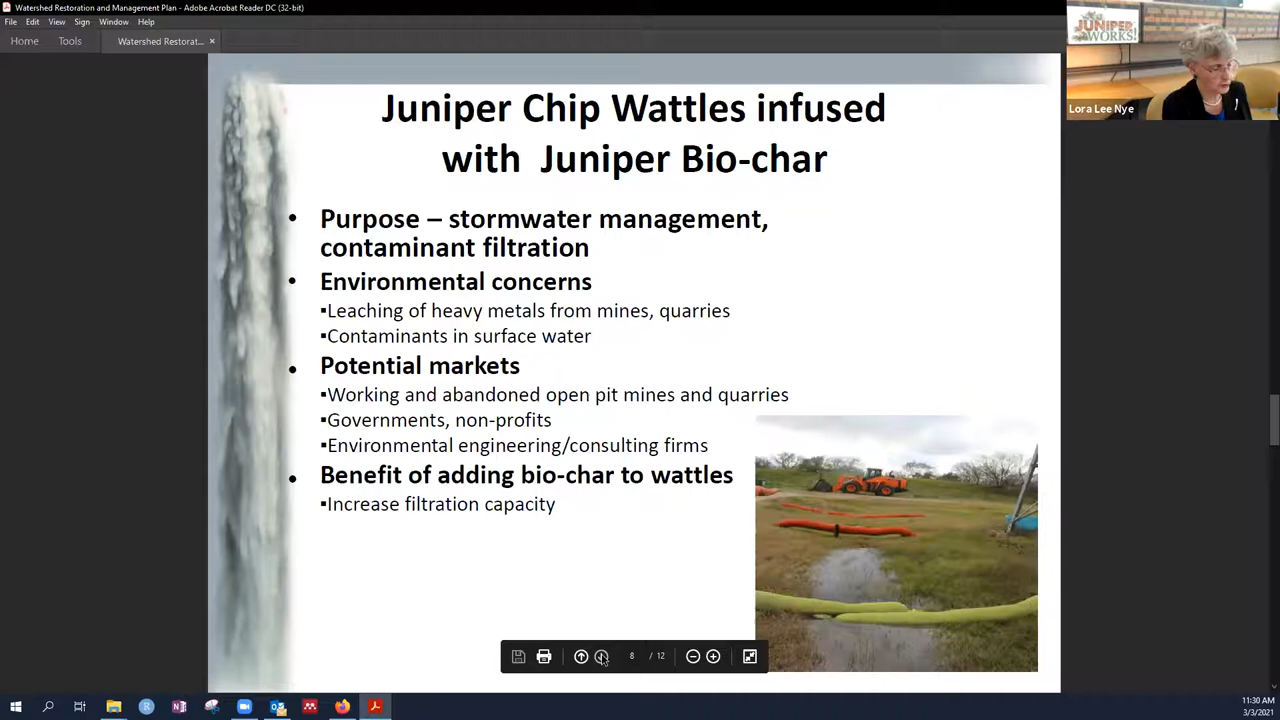 Watershed Restoration and Management Plan - Adobe Acrobat Reader DC (32-bit)
File Edit View Sign Window Help
Home Tools Watershed Restorat... ×
JUNIPER
WORKS!
Lora Lee Nye
Juniper Chip Wattles infused
with Juniper Bio-char
• Purpose – stormwater management,
contaminant filtration
• Environmental concerns
▪Leaching of heavy metals from mines, quarries
▪Contaminants in surface water
• Potential markets
▪Working and abandoned open pit mines and quarries
▪Governments, non-profits
▪Environmental engineering/consulting firms
• Benefit of adding bio-char to wattles
▪Increase filtration capacity
8 / 12
11:30 AM
3/3/2021